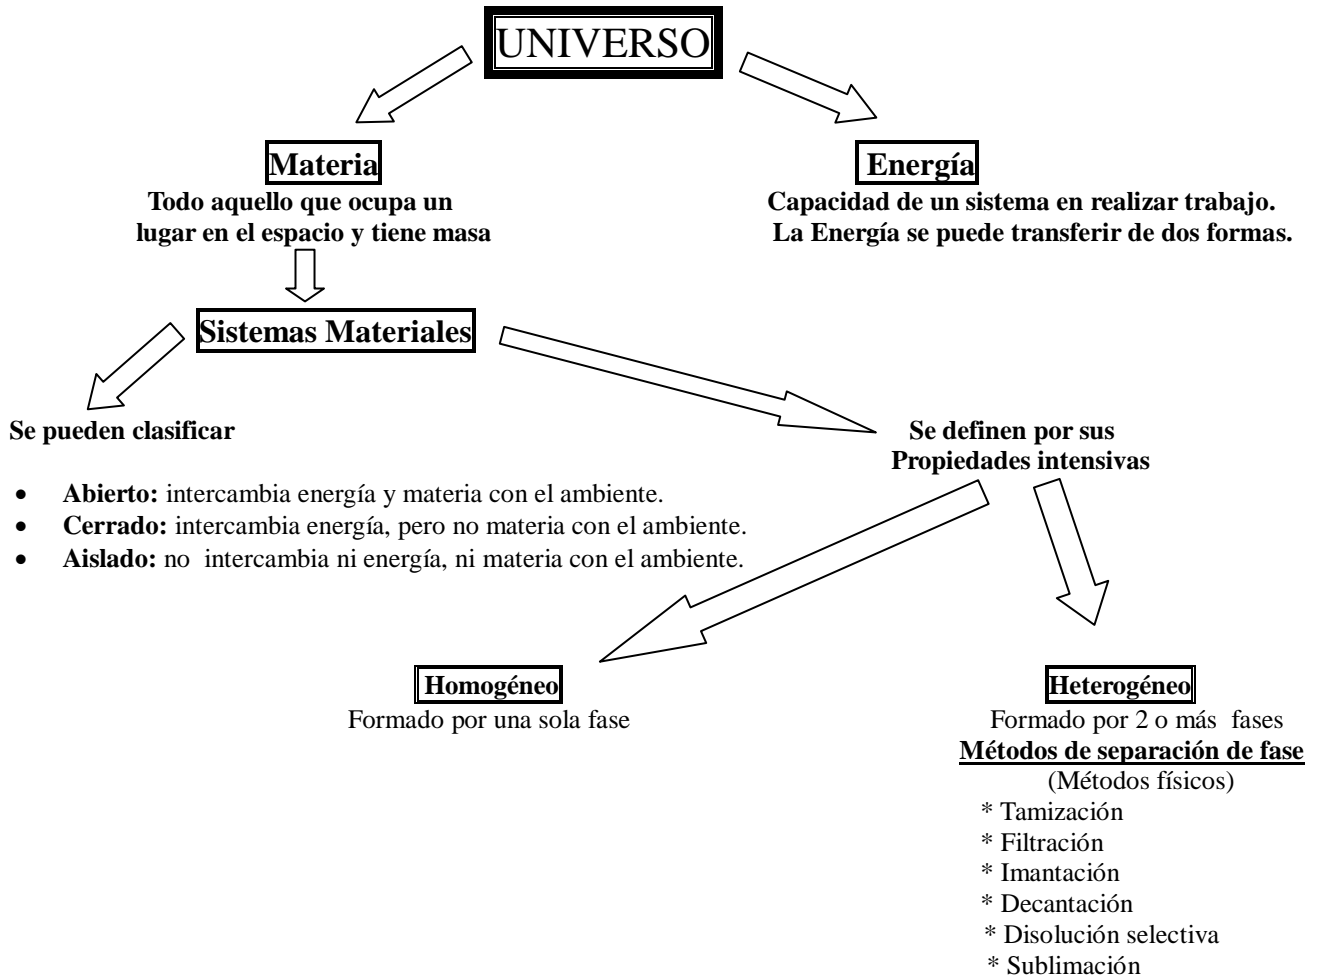 UNIVERSO
Materia
Todo aquello que ocupa un
lugar en el espacio y tiene masa
Energía
Capacidad de un sistema en realizar trabajo.
La Energía se puede transferir de dos formas.
Sistemas Materiales
Se pueden clasificar
• Abierto: intercambia energía y materia con el ambiente.
• Cerrado: intercambia energía, pero no materia con el ambiente.
• Aislado: no intercambia ni energía, ni materia con el ambiente.
Se definen por sus
Propiedades intensivas
Homogéneo
Formado por una sola fase
Heterogéneo
Formado por 2 o más fases
Métodos de separación de fase
(Métodos físicos)
* Tamización
* Filtración
* Imantación
* Decantación
* Disolución selectiva
* Sublimación